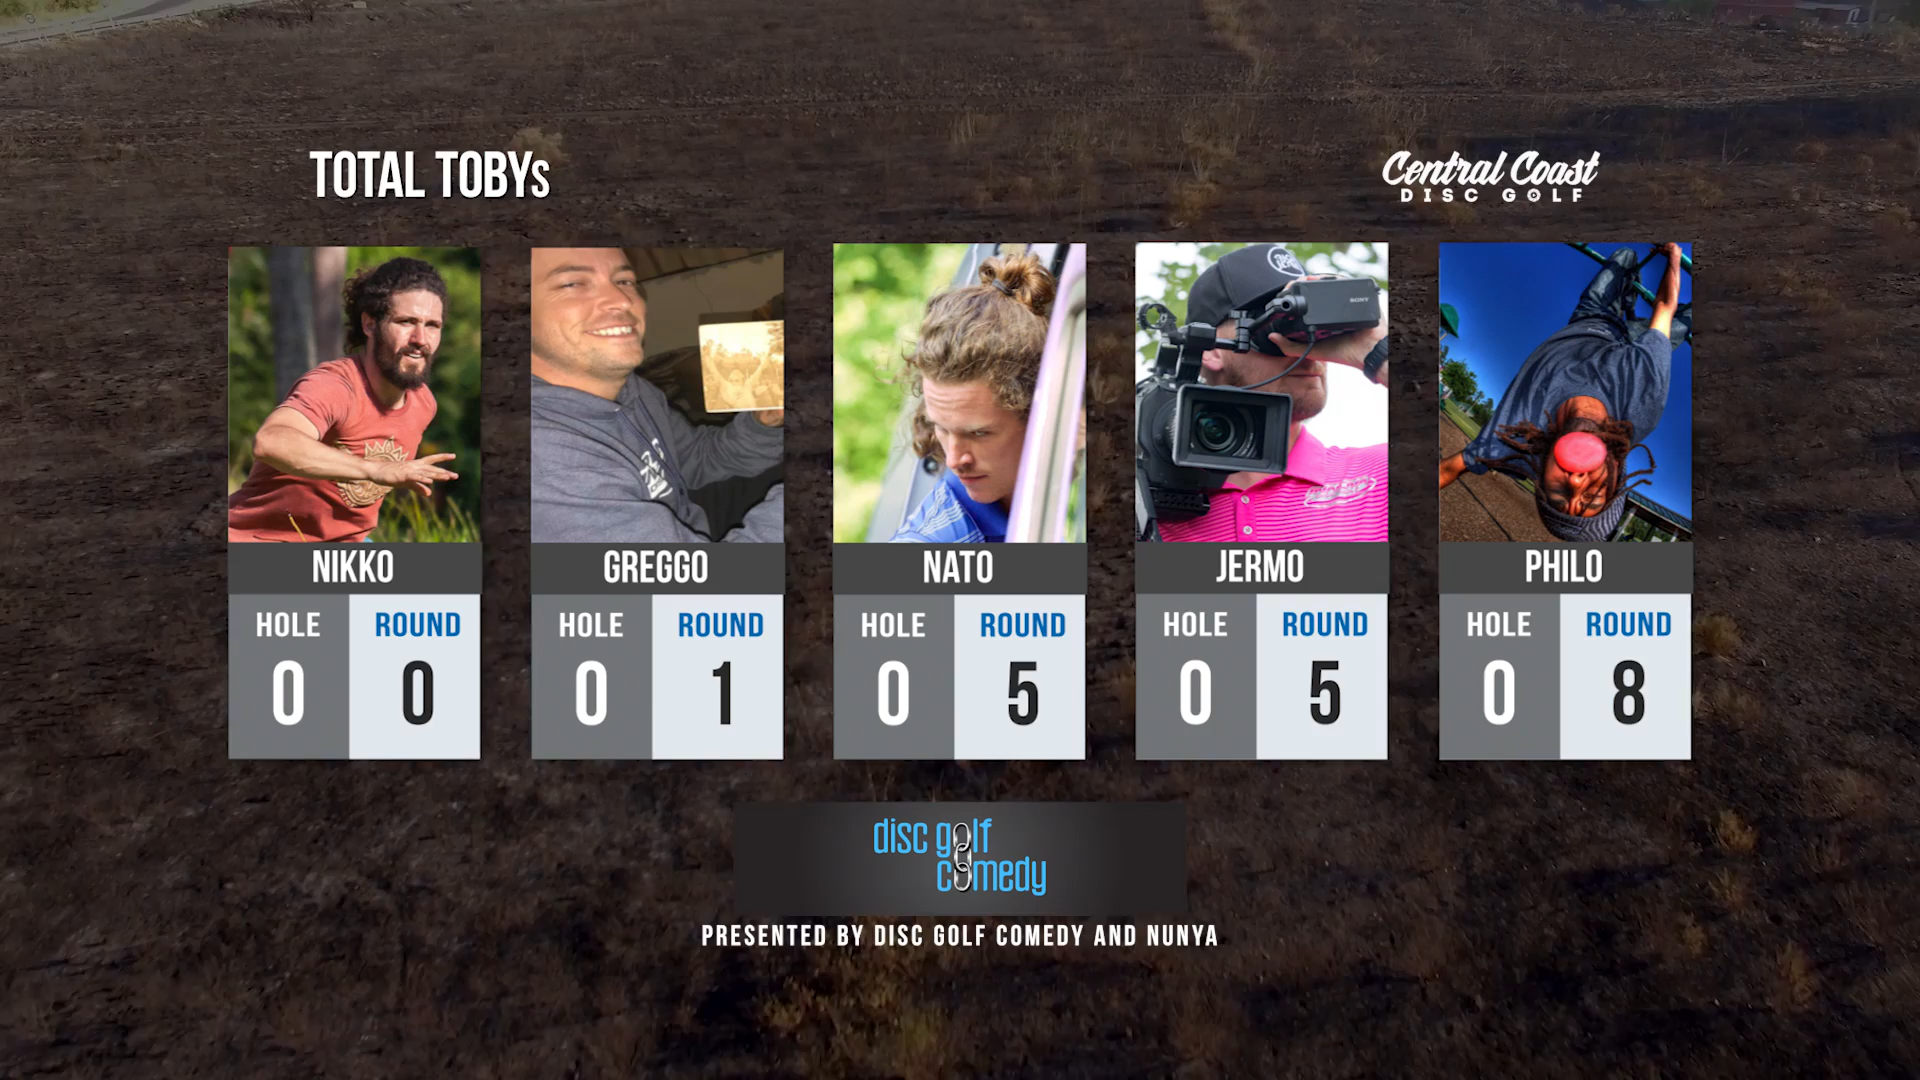 TOTAL TOBYs
Central Coast
DISC GOLF
SONY
NIKKO
GREGGO
NATO
JERMO
PHILO
HOLE ROUND
0 0
HOLE ROUND
0 1
HOLE ROUND
0 5
HOLE ROUND
0 5
HOLE ROUND
0 8
disc golf
comedy
PRESENTED BY DISC GOLF COMEDY AND NUNYA